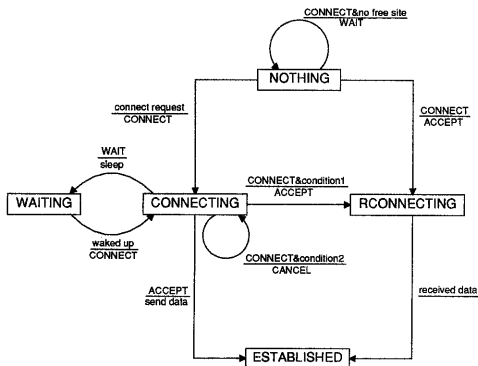 CONNECT&no free site
WAIT
NOTHING
connect request
CONNECT
CONNECT
ACCEPT
WAIT
sleep
CONNECT&condition1
ACCEPT
WAITING
CONNECTING
RCONNECTING
waked up
CONNECT
CONNECT&condition2
CANCEL
ACCEPT
send data
received data
ESTABLISHED